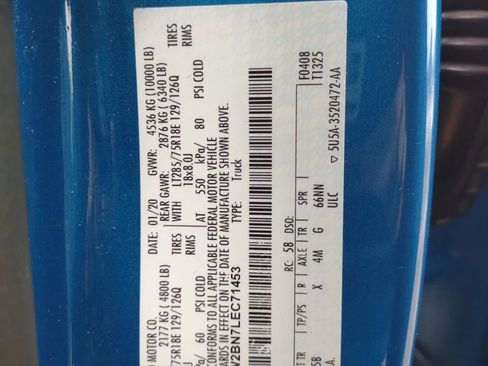 O MOTOR CO.
DATE: 01/20 GVWR: 4536 KG (10000 LB)
2177 KG ( 4800 LB) REAR GAWR: 2876 KG ( 6340 LB)
75R18E 129/126Q TIRES WITH LT285/75R18E 129/126Q TIRES
RIMS 18x8.0J RIMS
kPa/ 60 PSI COLD AT 550 kPa/ 80 PSI COLD
CONFORMS TO ALL APPLICABLE FEDERAL MOTOR VEHICLE
DARDS IN EFFECT ON THE DATE OF MANUFACTURE SHOWN ABOVE.
V2BN7LEC71453 TYPE: Truck
F0408
T1325
RC: 58 DSO:
TT TR TP/PS R AXLE TR SPR
5B X 4M G 66NN
.A. ULC ▽ 5U5A-3520472-AA